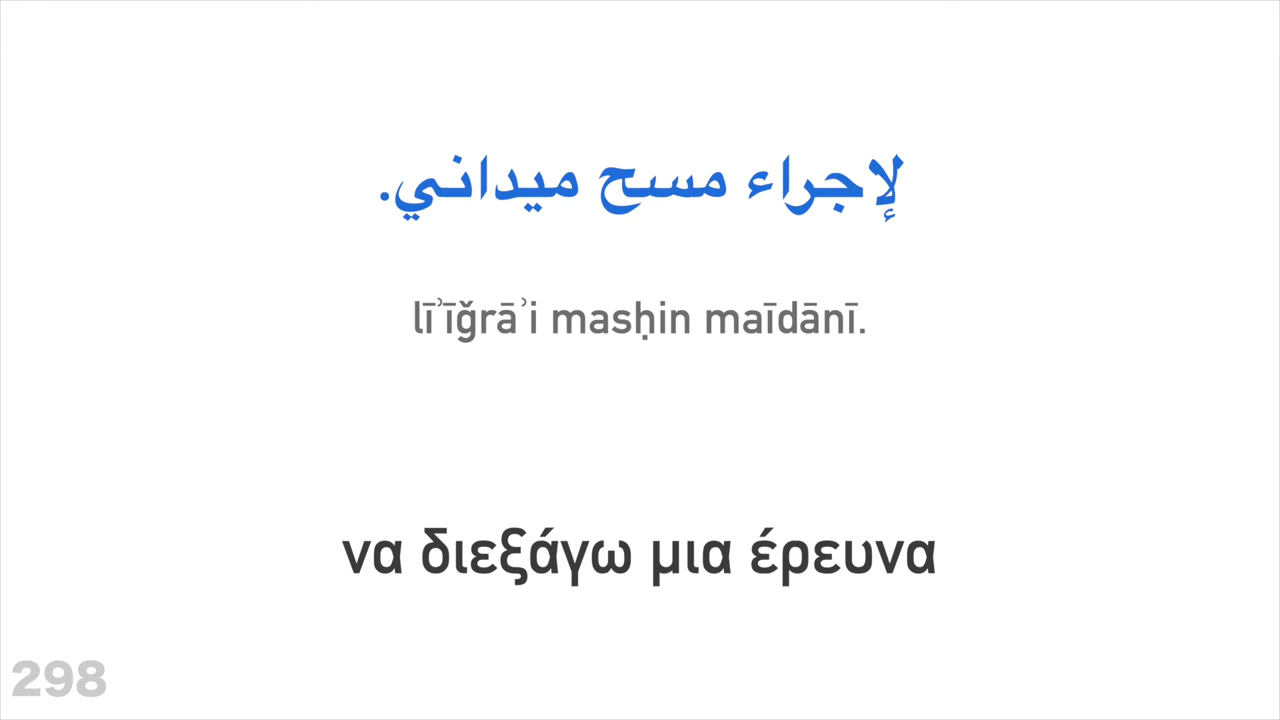 لإجراء مسح ميداني.
līʾīǧrāʾi masḥin maīdānī.
να διεξάγω μια έρευνα
298